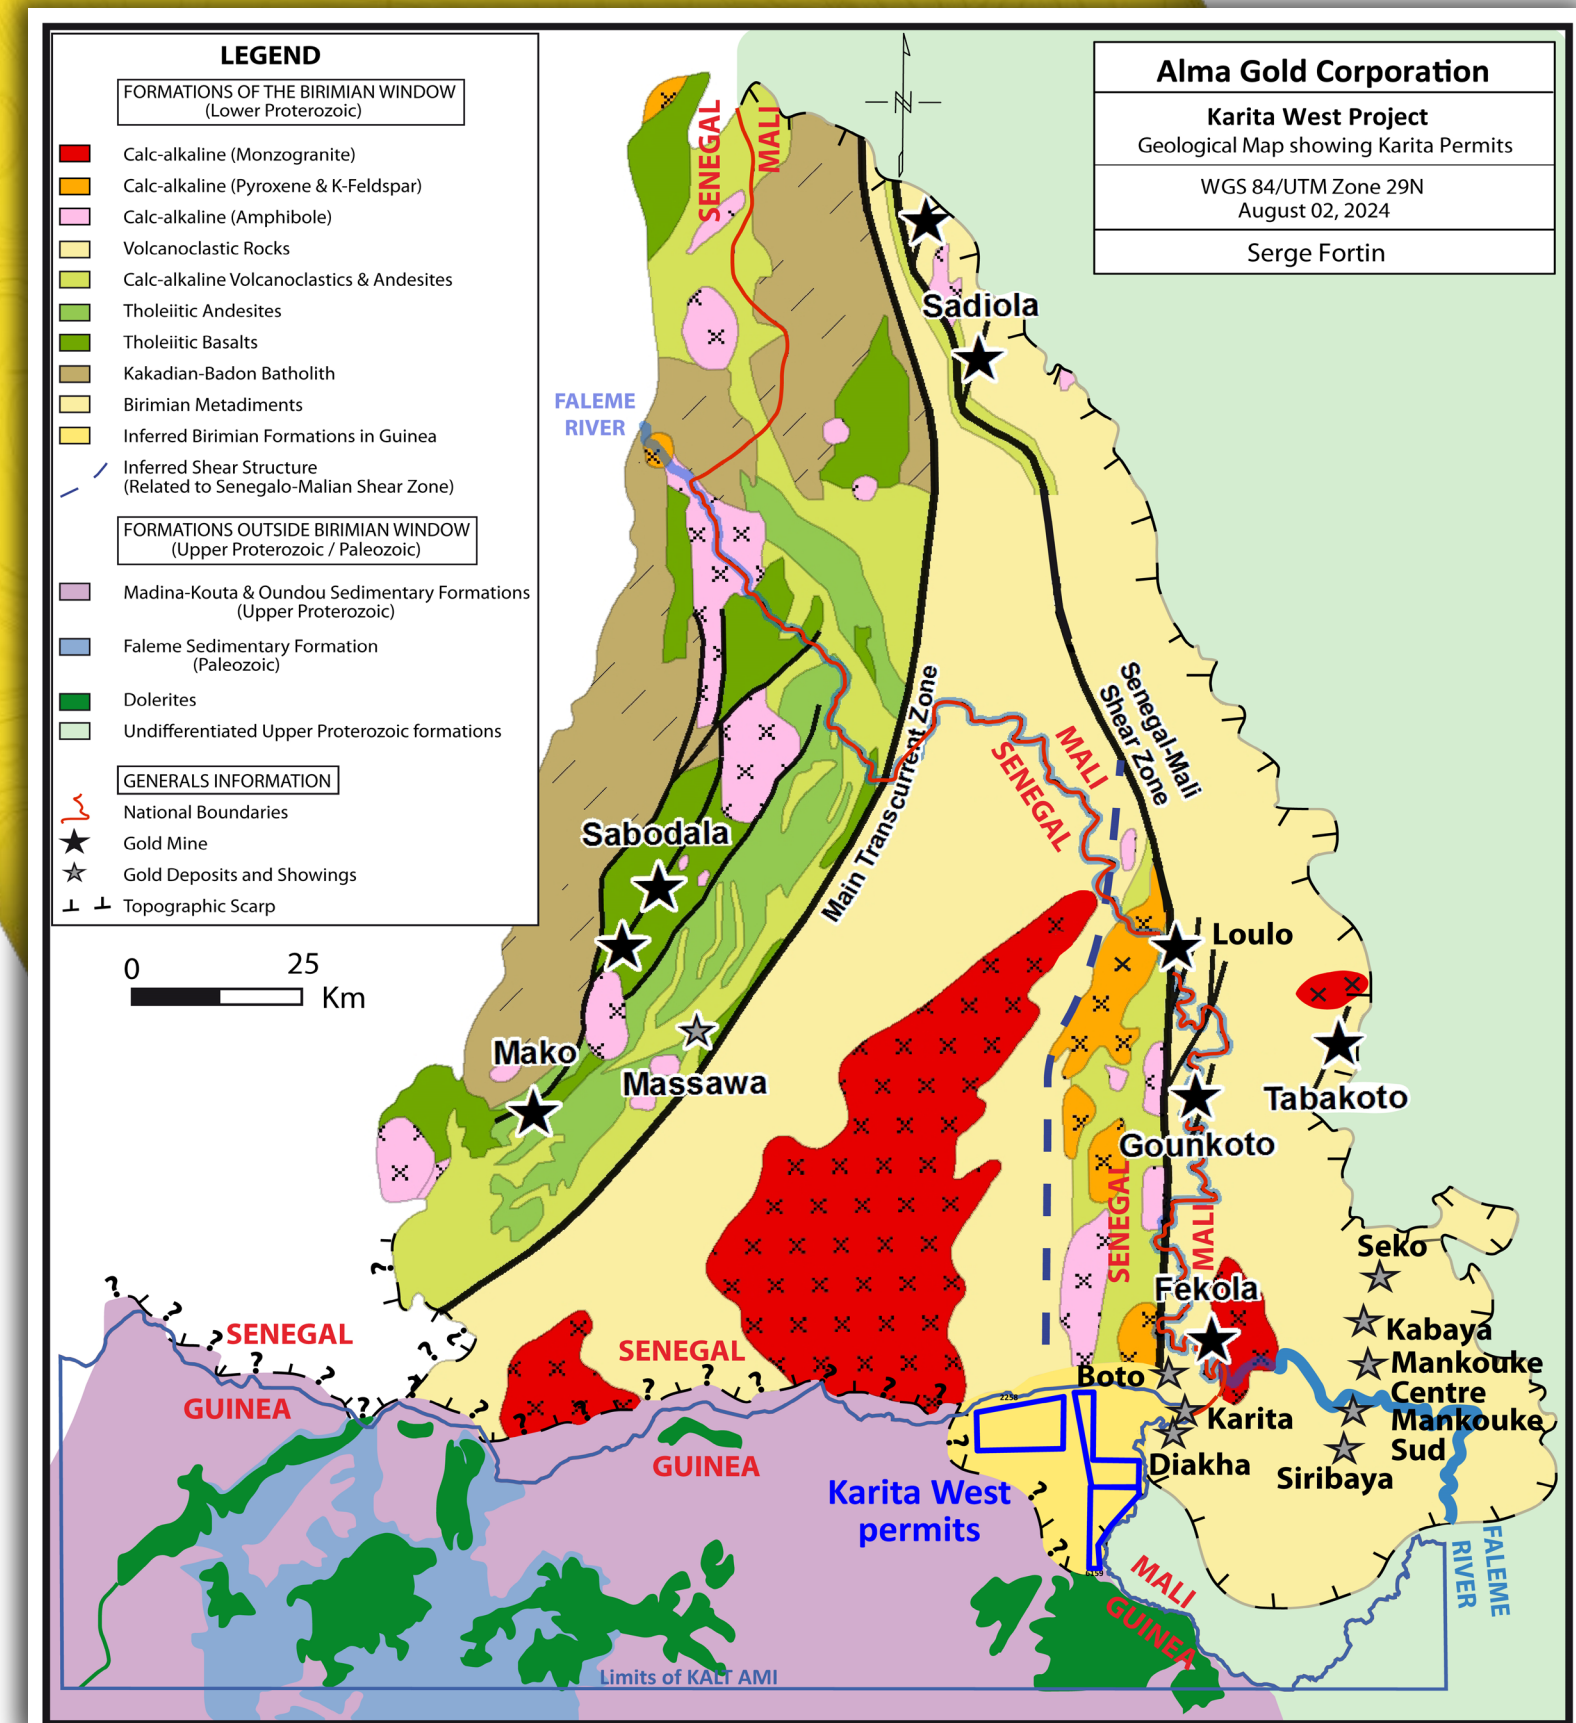 LEGEND
FORMATIONS OF THE BIRIMIAN WINDOW
(Lower Proterozoic)
Calc-alkaline (Monzogranite)
Calc-alkaline (Pyroxene & K-Feldspar)
Calc-alkaline (Amphibole)
Volcanoclastic Rocks
Calc-alkaline Volcanoclastics & Andesites
Tholeiitic Andesites
Tholeiitic Basalts
Kakadian-Badon Batholith
Birimian Metadiments
Inferred Birimian Formations in Guinea
Inferred Shear Structure
(Related to Senegalo-Malian Shear Zone)
FORMATIONS OUTSIDE BIRIMIAN WINDOW
(Upper Proterozoic / Paleozoic)
Madina-Kouta & Oundou Sedimentary Formations
(Upper Proterozoic)
Faleme Sedimentary Formation
(Paleozoic)
Dolerites
Undifferentiated Upper Proterozoic formations
GENERALS INFORMATION
National Boundaries
Gold Mine
Gold Deposits and Showings
Topographic Scarp
0 25
Km
Alma Gold Corporation
Karita West Project
Geological Map showing Karita Permits
WGS 84/UTM Zone 29N
August 02, 2024
Serge Fortin
N
SENEGAL
MALI
Sadiola
FALEME
RIVER
Main Transcurrent Zone
Senegal-Mali
Shear Zone
MALI
SENEGAL
Sabodala
Loulo
Mako
Massawa
Tabakoto
Gounkoto
SENEGAL
MALI
Seko
Fekola
Kabaya
Mankouke
Centre
Mankouke
Sud
Siribaya
Boto
Karita
Diakha
SENEGAL
GUINEA
SENEGAL
GUINEA
2258
Karita West
permits
6159
MALI
GUINEA
FALEME
RIVER
Limits of KALT AMI